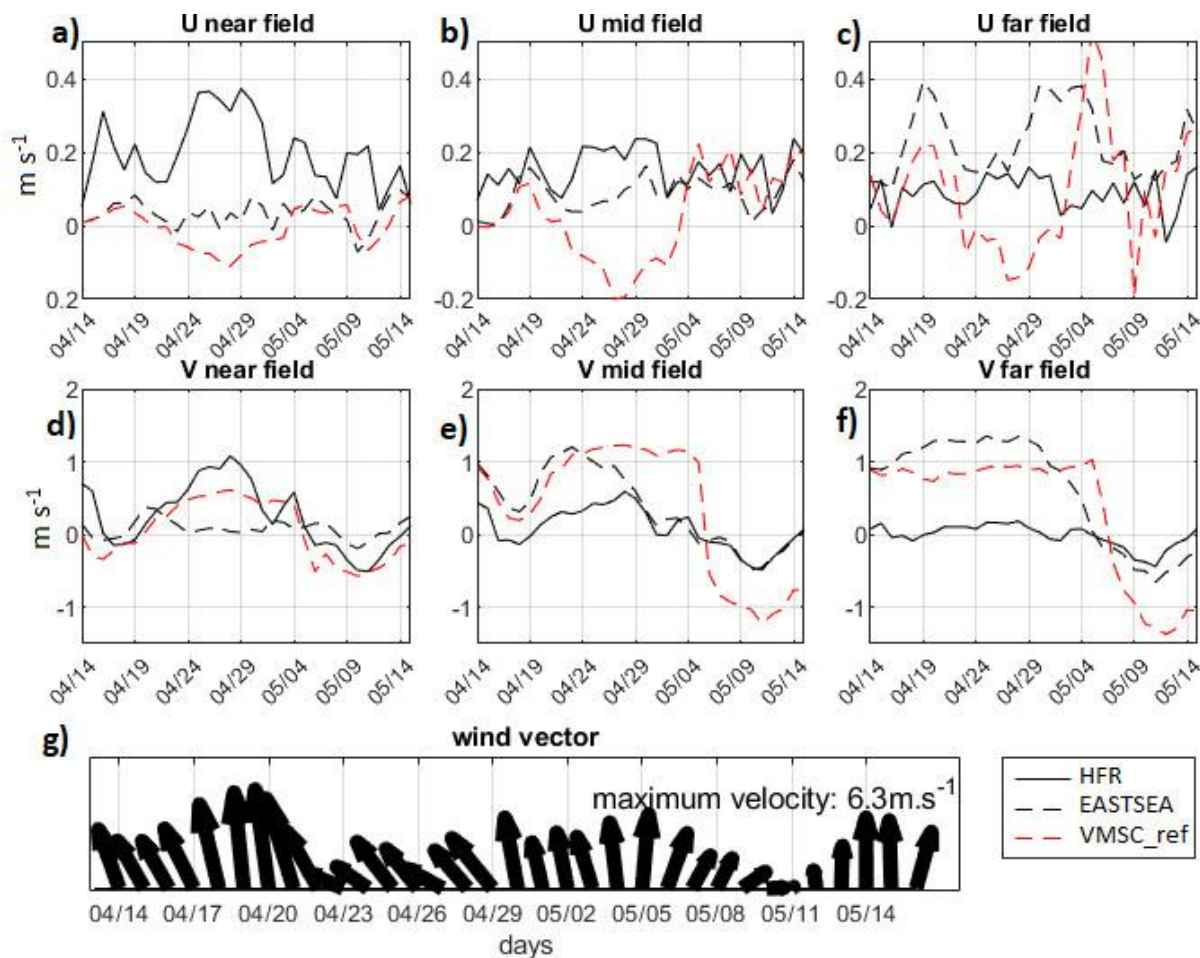 a) U near field b) U mid field c) U far field
0.4 0.4 0.4
m s-1 0.2 0.2 0.2
0 0 0
0.2 -0.2 -0.2
04/14 04/19 04/24 04/29 05/04 05/09 05/14 04/14 04/19 04/24 04/29 05/04 05/09 05/14 04/14 04/19 04/24 04/29 05/04 05/09 05/14
V near field V mid field V far field
2 2 2
d) e) f)
1 1 1
m s-1 0 0 0
-1 -1 -1
04/14 04/19 04/24 04/29 05/04 05/09 05/14 04/14 04/19 04/24 04/29 05/04 05/09 05/14 04/14 04/19 04/24 04/29 05/04 05/09 05/14
g) wind vector
maximum velocity: 6.3m.s-1
04/14 04/17 04/20 04/23 04/26 04/29 05/02 05/05 05/08 05/11 05/14
days
HFR
EASTSEA
VMSC_ref